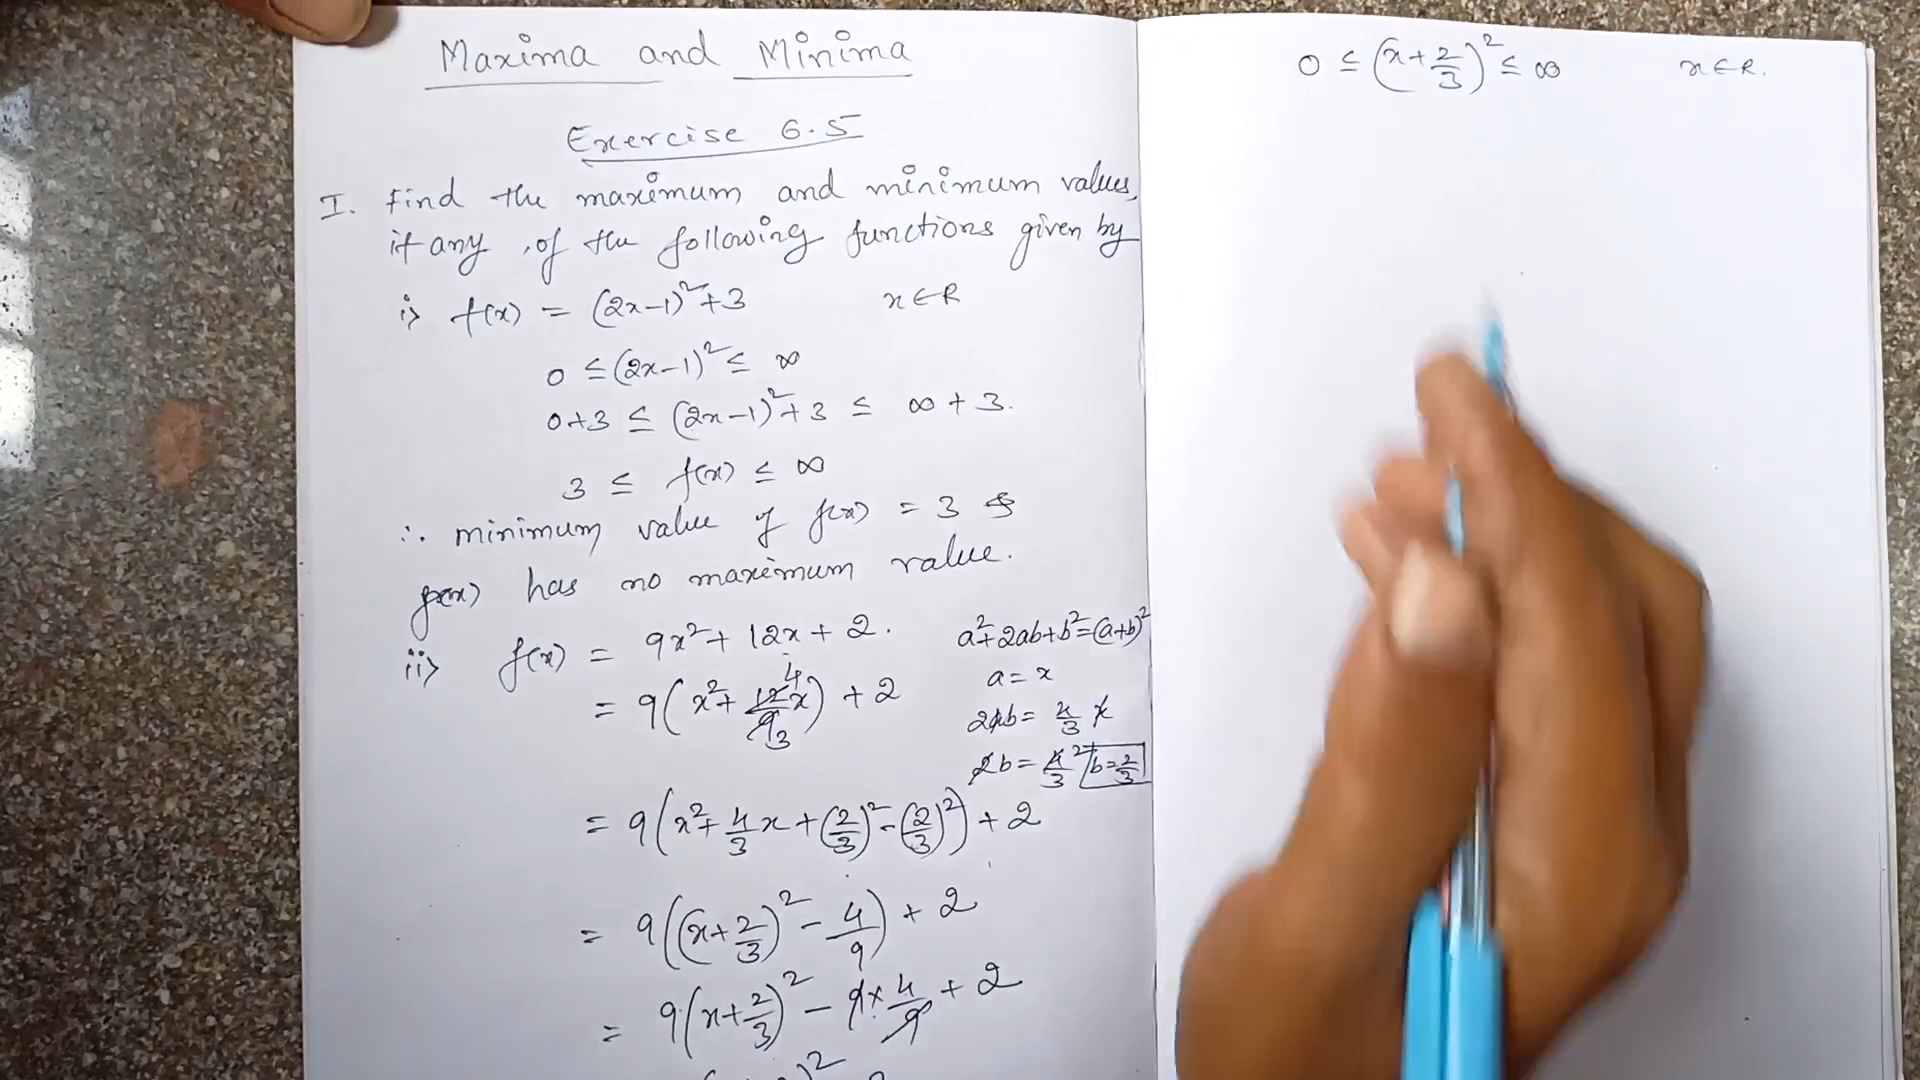 Maxima and Minima
Exercise 6.5
I. Find the maximum and minimum values,
if any, of the following functions given by
i> f(x) = (2x-1)²+3 x∈R
0 ≤ (2x-1)² ≤ ∞
0+3 ≤ (2x-1)²+3 ≤ ∞ + 3.
3 ≤ f(x) ≤ ∞
∴ minimum value of f(x) = 3 &
f(x) has no maximum value.
ii> f(x) = 9x²+ 12x + 2.
= 9(x²+ 12/9 x) + 2
4
3
a²+2ab+b²=(a+b)²
a = x
2ab = 4/3 x
2b = 4/3 2 b=2/3
= 9(x²+ 4/3 x + (2/3)² - (2/3)²) + 2
= 9((x+2/3)² - 4/9) + 2
= 9(x+2/3)² - 9×4/9 + 2
0 ≤ (x+2/3)² ≤ ∞ x∈R.